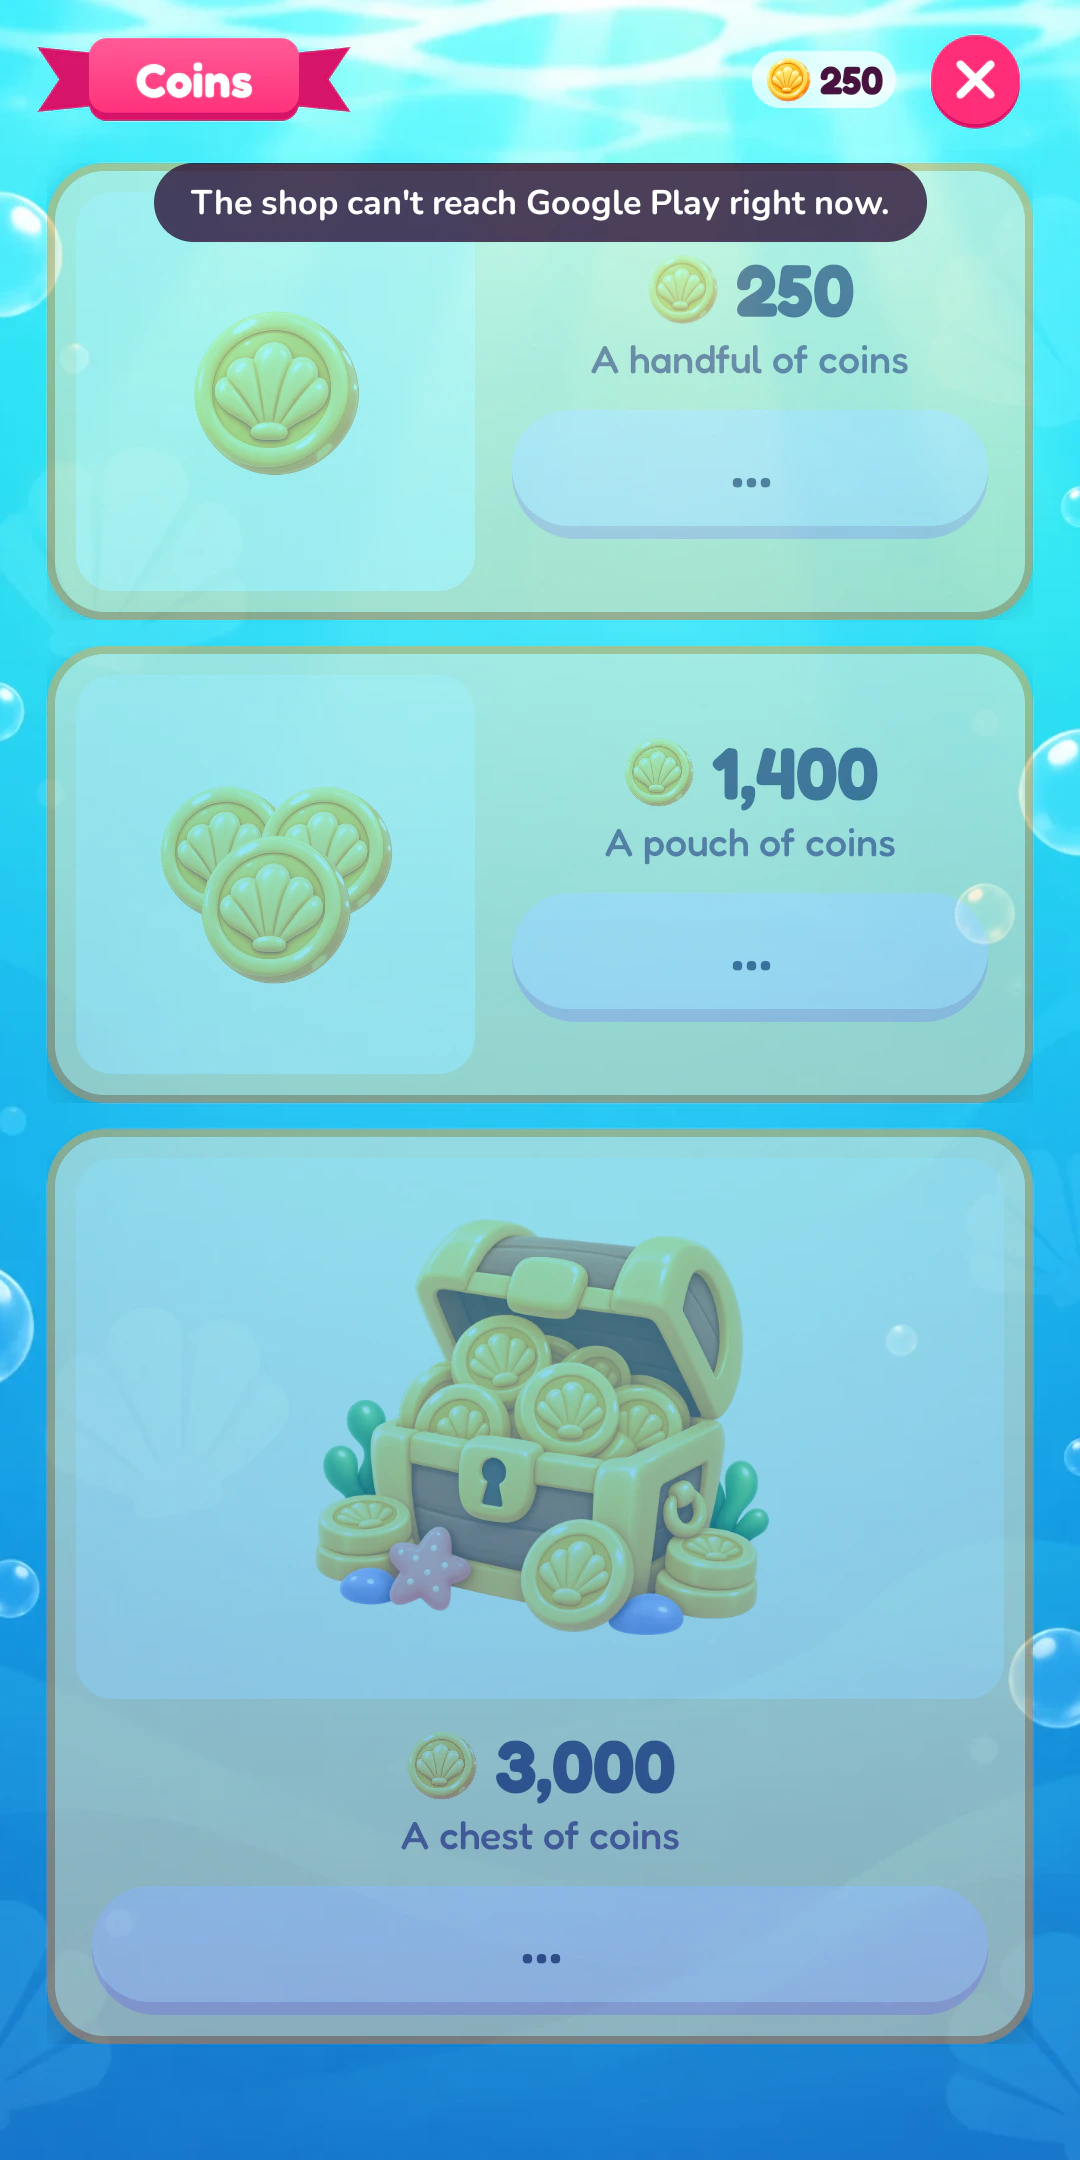 Coins
250
The shop can't reach Google Play right now.
250
A handful of coins
...
1,400
A pouch of coins
...
3,000
A chest of coins
...